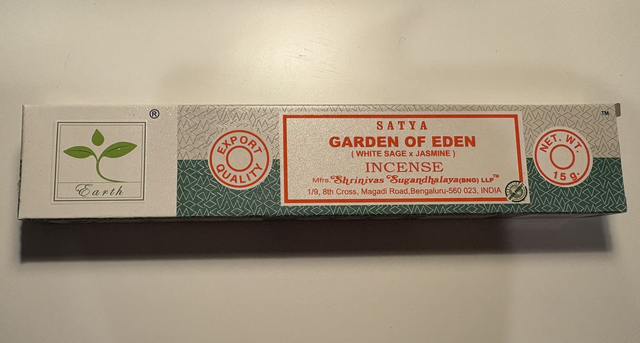 ®
Earth
EXPORT
QUALITY
SATYA
GARDEN OF EDEN
( WHITE SAGE x JASMINE )
INCENSE
Mfrs. Shrinivas Sugandhalaya (BNG) LLP™
1/9, 8th Cross, Magadi Road, Bengaluru-560 023, INDIA
NET. WT.
15 g.
™